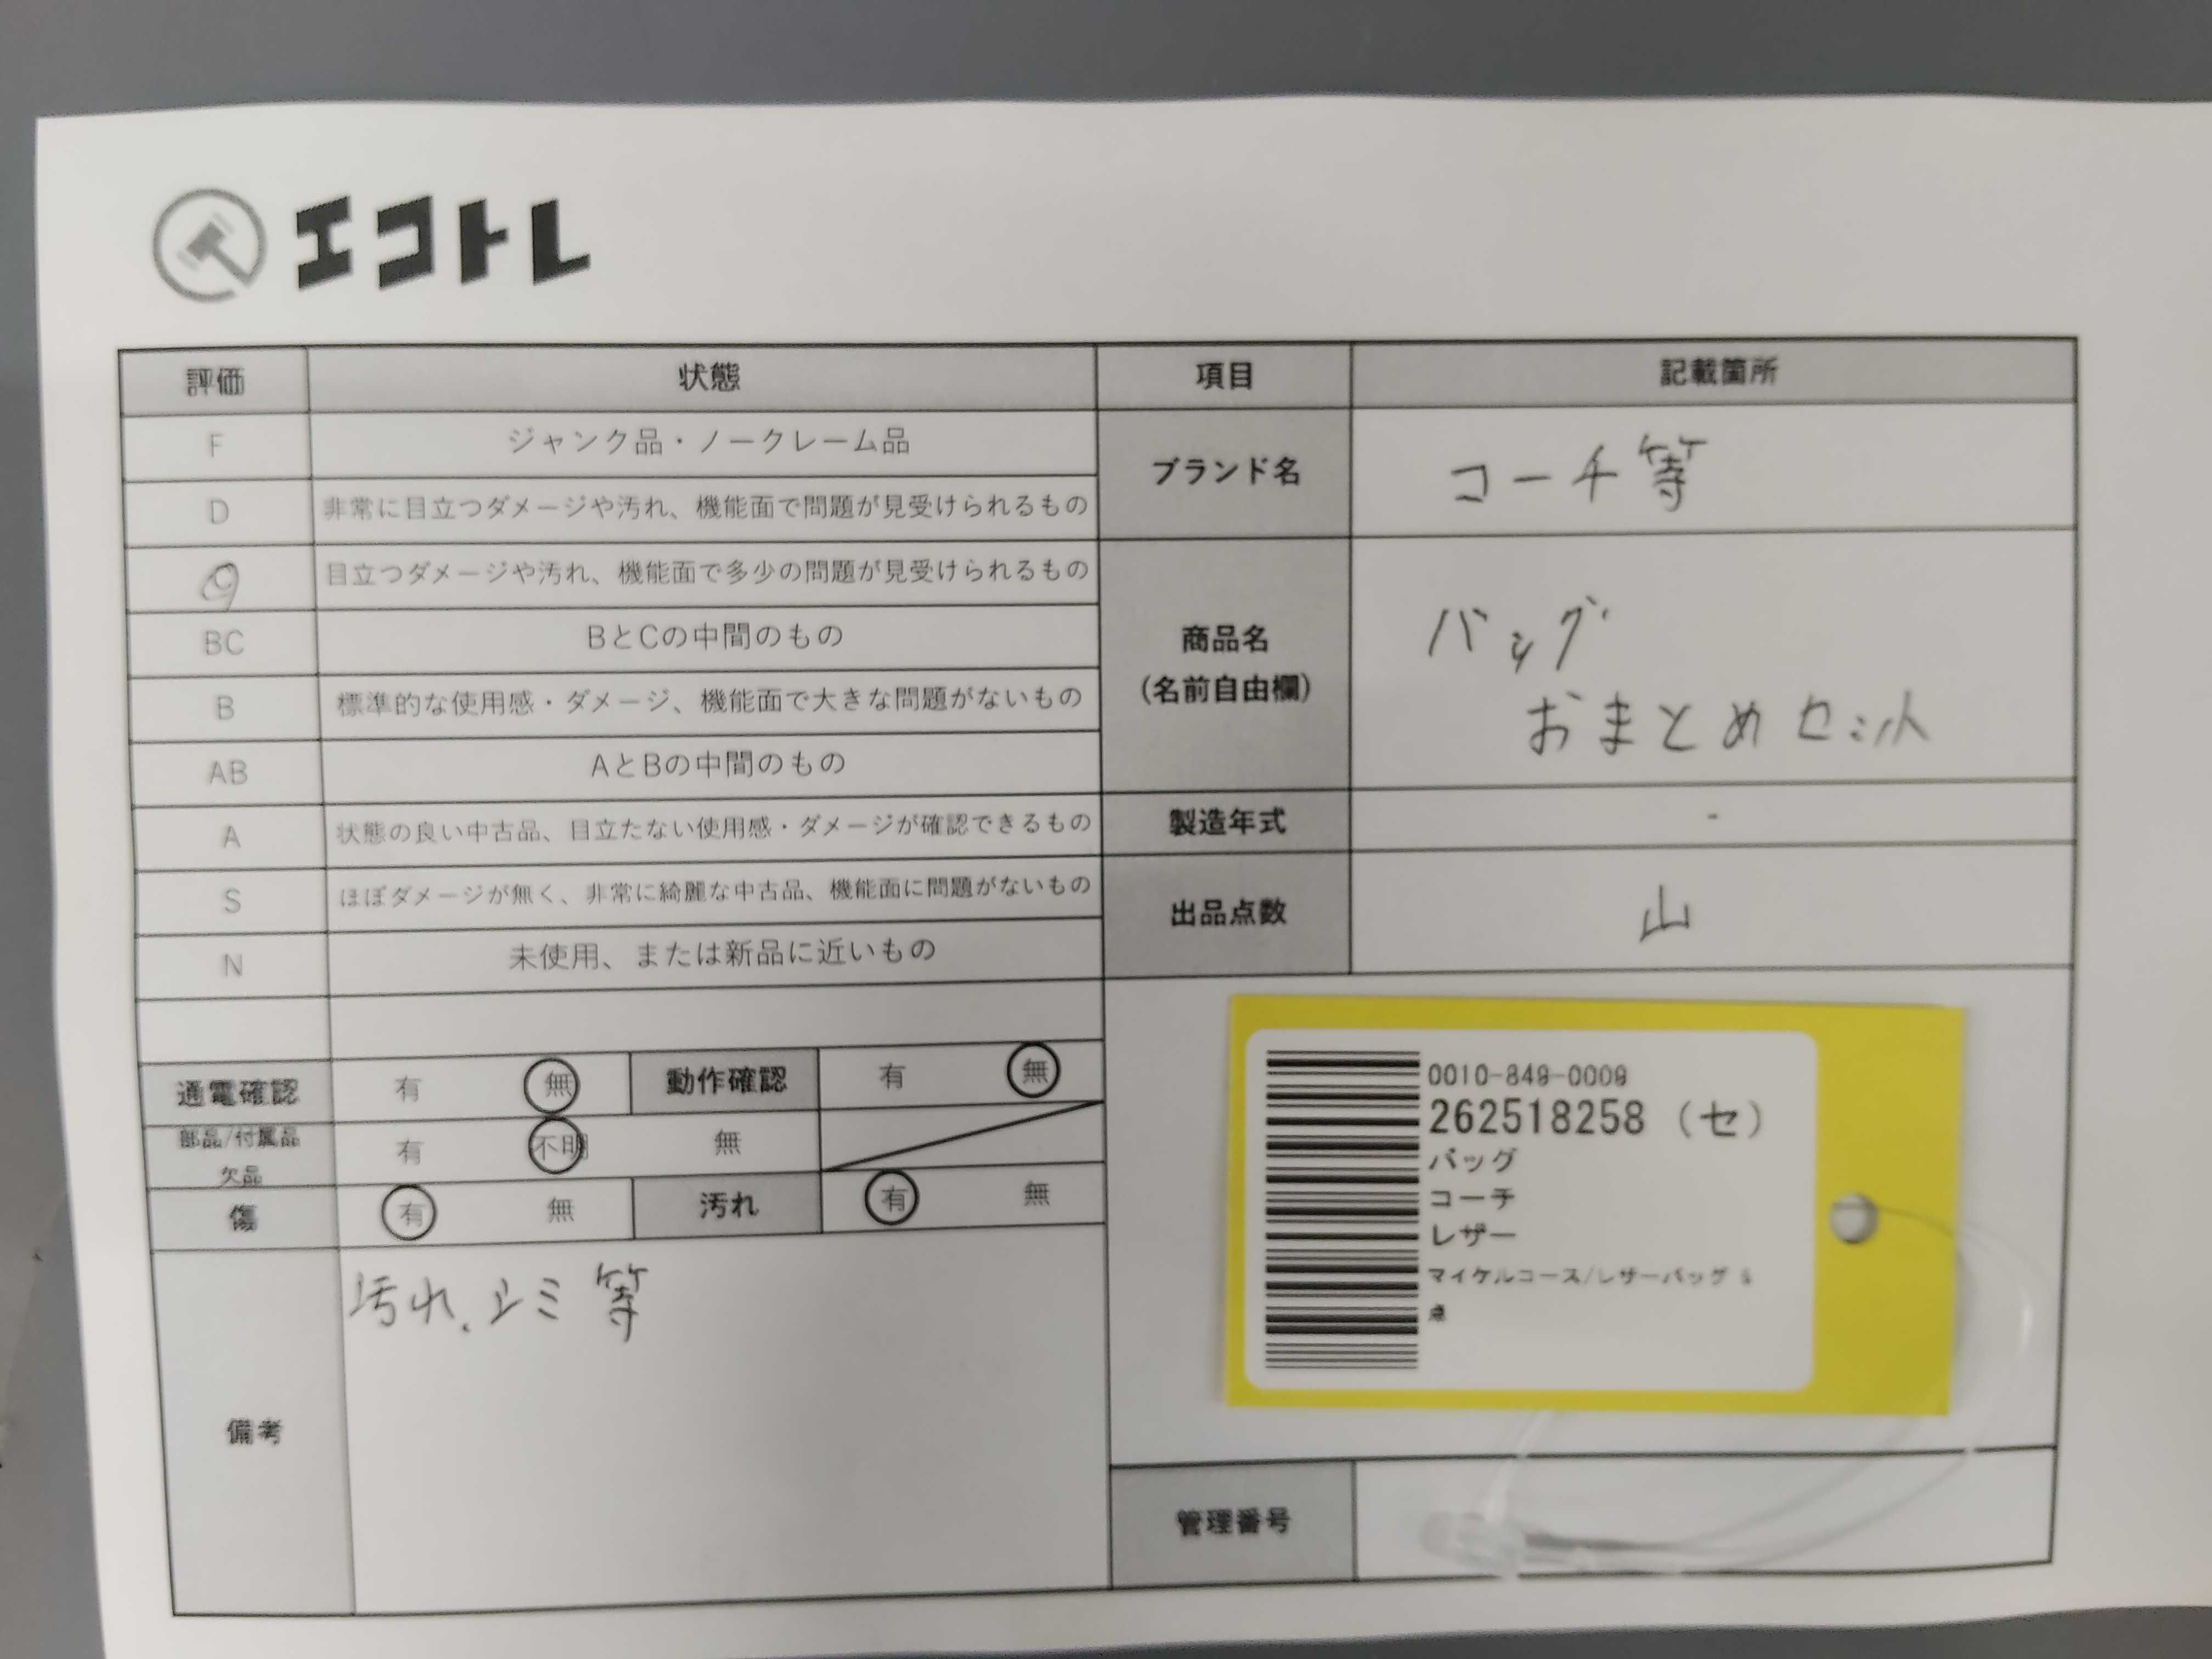 エコトレ
評価 状態 項目 記載箇所
F ジャンク品・ノークレーム品
D 非常に目立つダメージや汚れ、機能面で問題が見受けられるもの
C 目立つダメージや汚れ、機能面で多少の問題が見受けられるもの
BC BとCの中間のもの
B 標準的な使用感・ダメージ、機能面で大きな問題がないもの
AB AとBの中間のもの
A 状態の良い中古品、目立たない使用感・ダメージが確認できるもの
S ほぼダメージが無く、非常に綺麗な中古品、機能面に問題がないもの
N 未使用、または新品に近いもの
ブランド名 コーチ等
商品名
(名前自由欄)
バッグ
おまとめセット
製造年式 -
出品点数 山
通電確認 有 無 動作確認 有 無
部品/付属品
欠品
有 不明 無
傷 有 無 汚れ 有 無
備考
汚れ、シミ等
0010-849-0009
262518258 (セ)
バッグ
コーチ
レザー
マイケルコース/レザーバッグ
点
管理番号